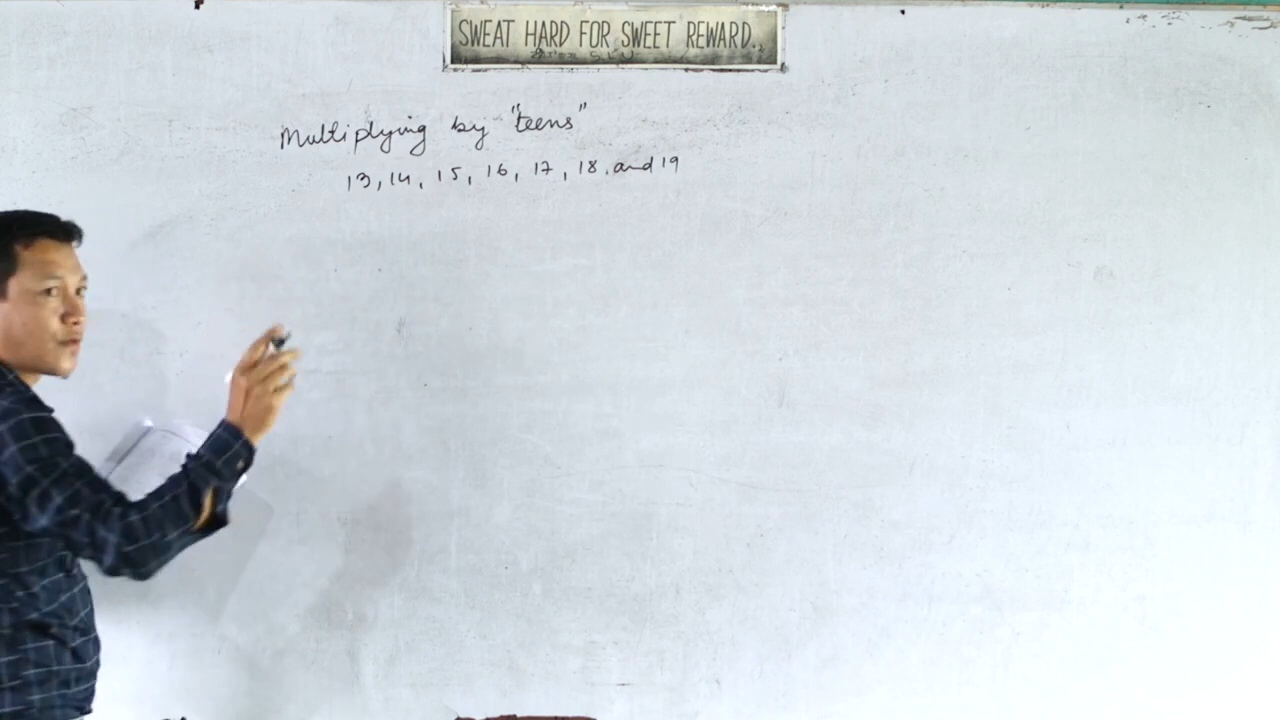 SWEAT HARD FOR SWEET REWARD.
Multiplying by "teens"
13, 14, 15, 16, 17, 18, and 19